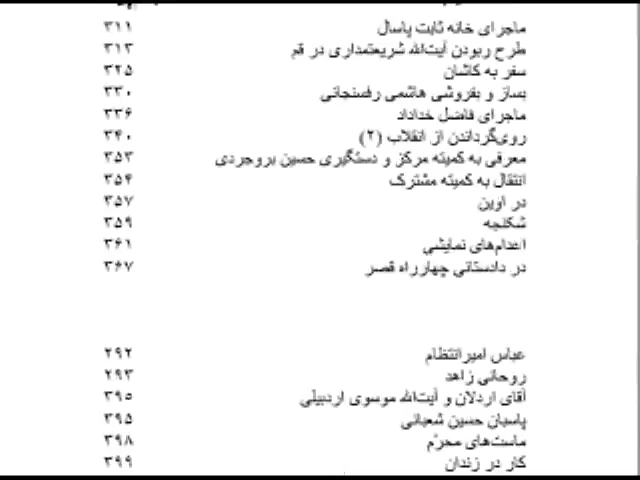 ماجرای خانه ثابت پاسال ۳۱۱
طرح ربودن آیت‌الله شریعتمداری در قم ۳۱۳
سفر به کاشان ۳۲۵
بساز و بفروشی هاشمی رفسنجانی ۳۳۰
ماجرای فاضل خداداد ۳۳۶
روی‌گرداندن از انقلاب (۲) ۳۴۰
معرفی به کمیته مرکز و دستگیری حسین بروجردی ۳۵۳
انتقال به کمیته مشترک ۳۵۴
در اوین ۳۵۷
شکنجه ۳۵۹
اعدام‌های نمایشی ۳۶۱
در دادستانی چهارراه قصر ۳۶۷
عباس امیرانتظام ۲۹۲
روحانی زاهد ۲۹۳
آقای اردلان و آیت‌الله موسوی اردبیلی ۳۹۵
پاسبان حسین شعبانی ۳۹۵
ماست‌های محرّم ۳۹۸
کار در زندان ۳۹۹